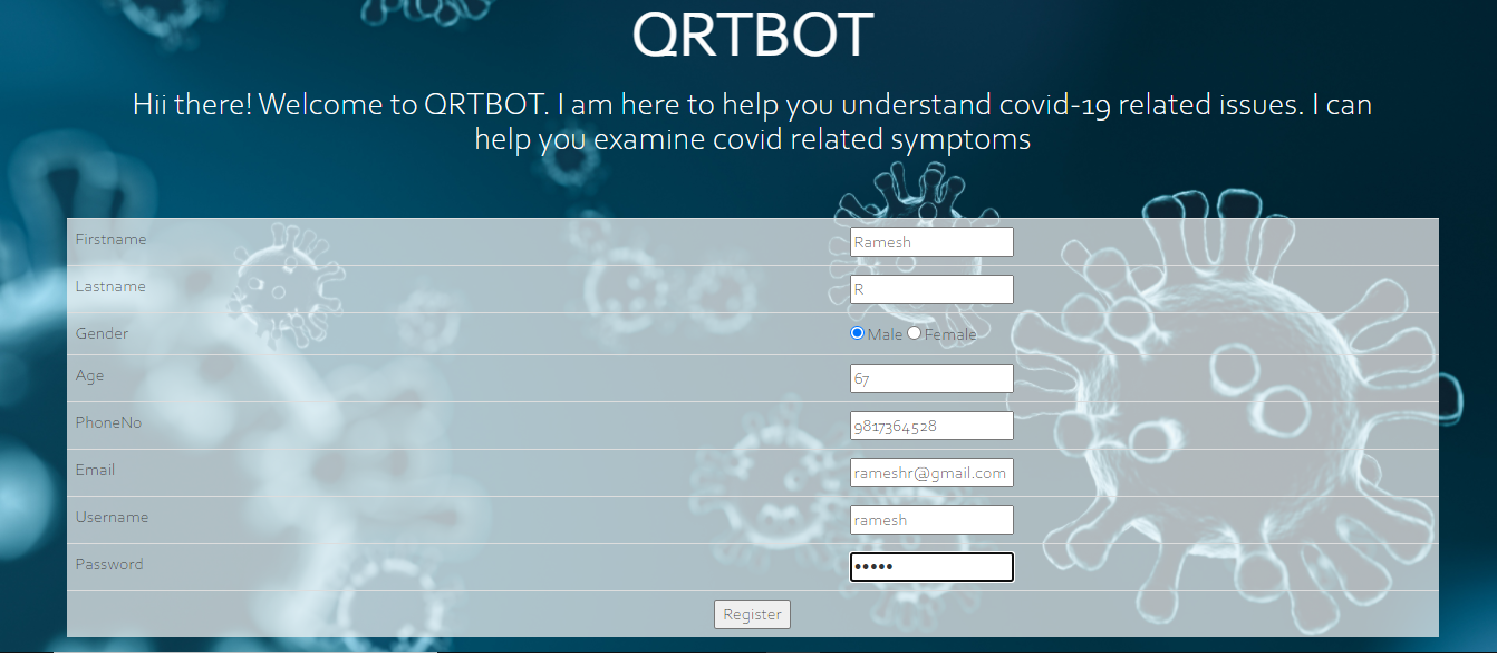 QRTBOT
Hii there! Welcome to QRTBOT. I am here to help you understand covid-19 related issues. I can
help you examine covid related symptoms
Firstname Ramesh
Lastname R
Gender Male Female
Age 67
PhoneNo 9817364528
Email rameshr@gmail.com
Username ramesh
Password •••••
Register